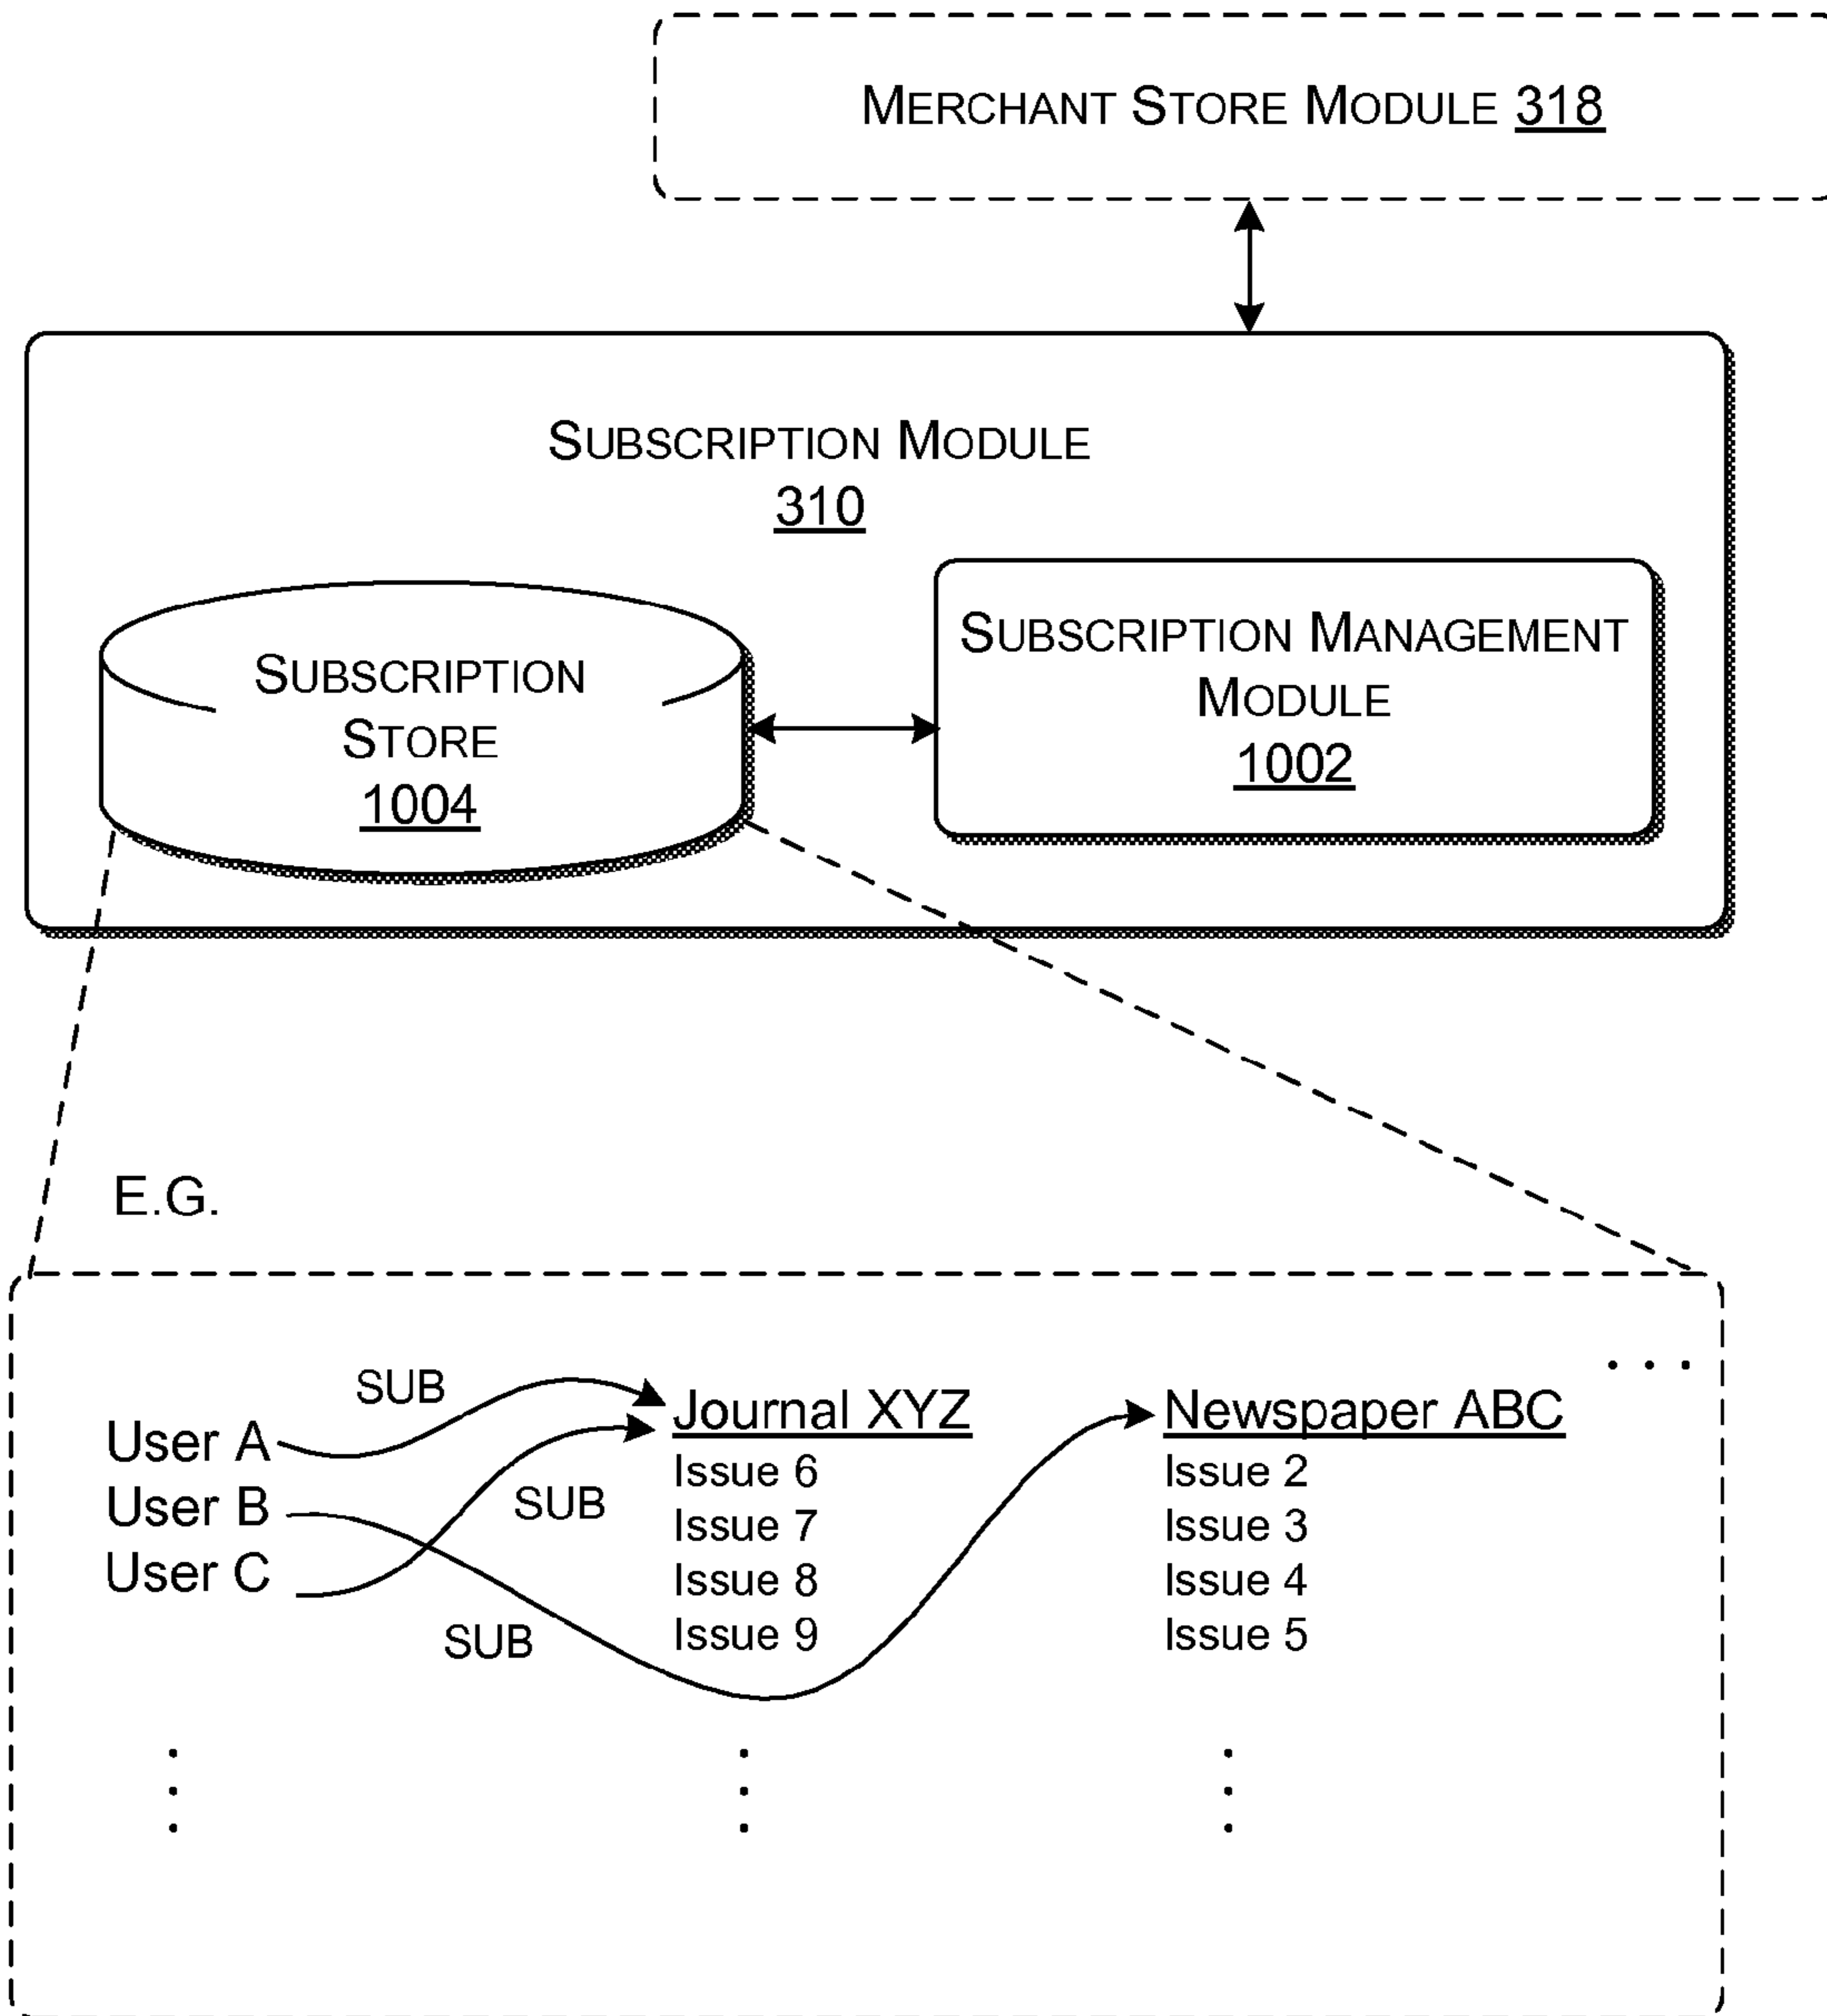 MERCHANT STORE MODULE 318
SUBSCRIPTION MODULE
310
SUBSCRIPTION
STORE
1004
SUBSCRIPTION MANAGEMENT
MODULE
1002
E.G.
SUB
User A
User B
User C
SUB
SUB
Journal XYZ
Issue 6
Issue 7
Issue 8
Issue 9
Newspaper ABC
Issue 2
Issue 3
Issue 4
Issue 5